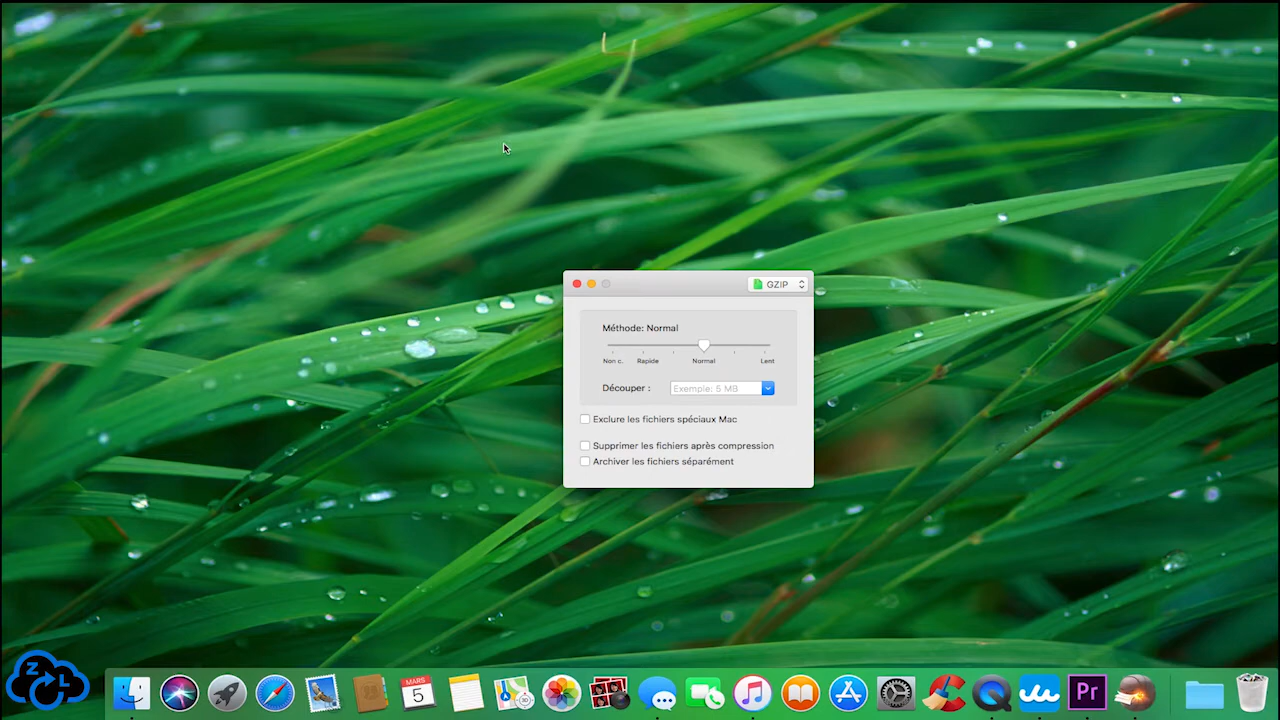 GZIP
Méthode: Normal
Non c. Rapide Normal Lent
Découper : Exemple: 5 MB
Exclure les fichiers spéciaux Mac
Supprimer les fichiers après compression
Archiver les fichiers séparément
Z L
MARS
5
Pr